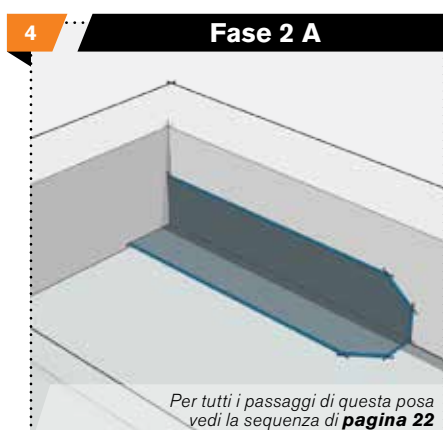 4
Fase 2 A
Per tutti i passaggi di questa posa
vedi la sequenza di pagina 22